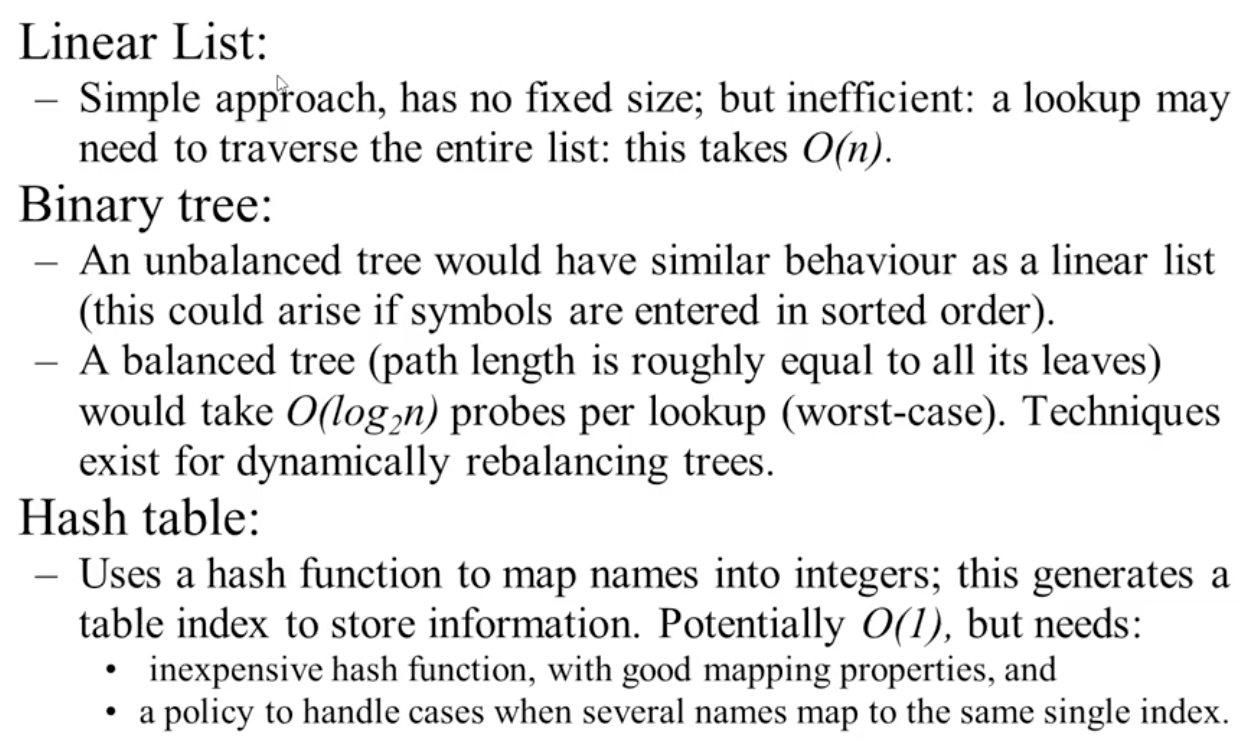 Linear List:
– Simple approach, has no fixed size; but inefficient: a lookup may
need to traverse the entire list: this takes O(n).
Binary tree:
– An unbalanced tree would have similar behaviour as a linear list
(this could arise if symbols are entered in sorted order).
– A balanced tree (path length is roughly equal to all its leaves)
would take O(log₂n) probes per lookup (worst-case). Techniques
exist for dynamically rebalancing trees.
Hash table:
– Uses a hash function to map names into integers; this generates a
table index to store information. Potentially O(1), but needs:
• inexpensive hash function, with good mapping properties, and
• a policy to handle cases when several names map to the same single index.